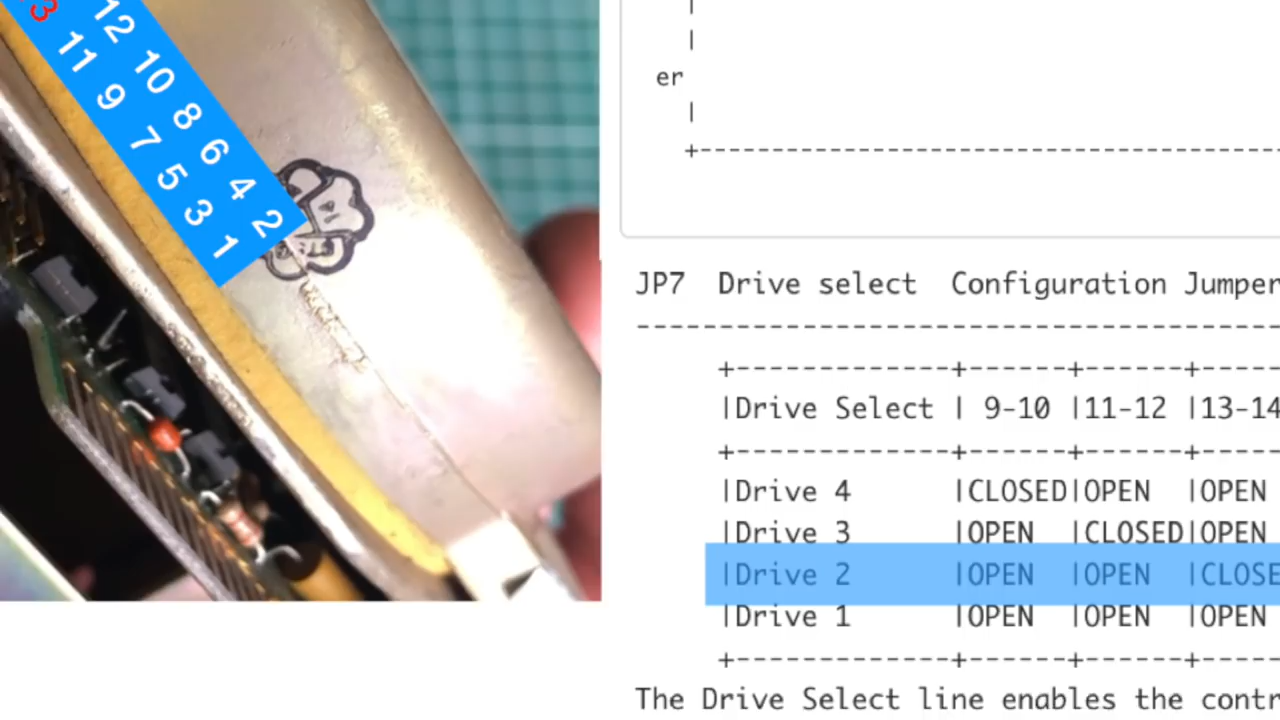 12 10 8 6 4 2
3 11 9 7 5 3 1
|
|
er
|
+-----------------------------------
JP7 Drive select Configuration Jumper
---------------------------------------
+--------------+------+------+-----
|Drive Select | 9-10 |11-12 |13-14
+--------------+------+------+-----
|Drive 4 |CLOSED|OPEN |OPEN
|Drive 3 |OPEN |CLOSED|OPEN
|Drive 2 |OPEN |OPEN |CLOSE
|Drive 1 |OPEN |OPEN |OPEN
+--------------+------+------+-----
The Drive Select line enables the contr